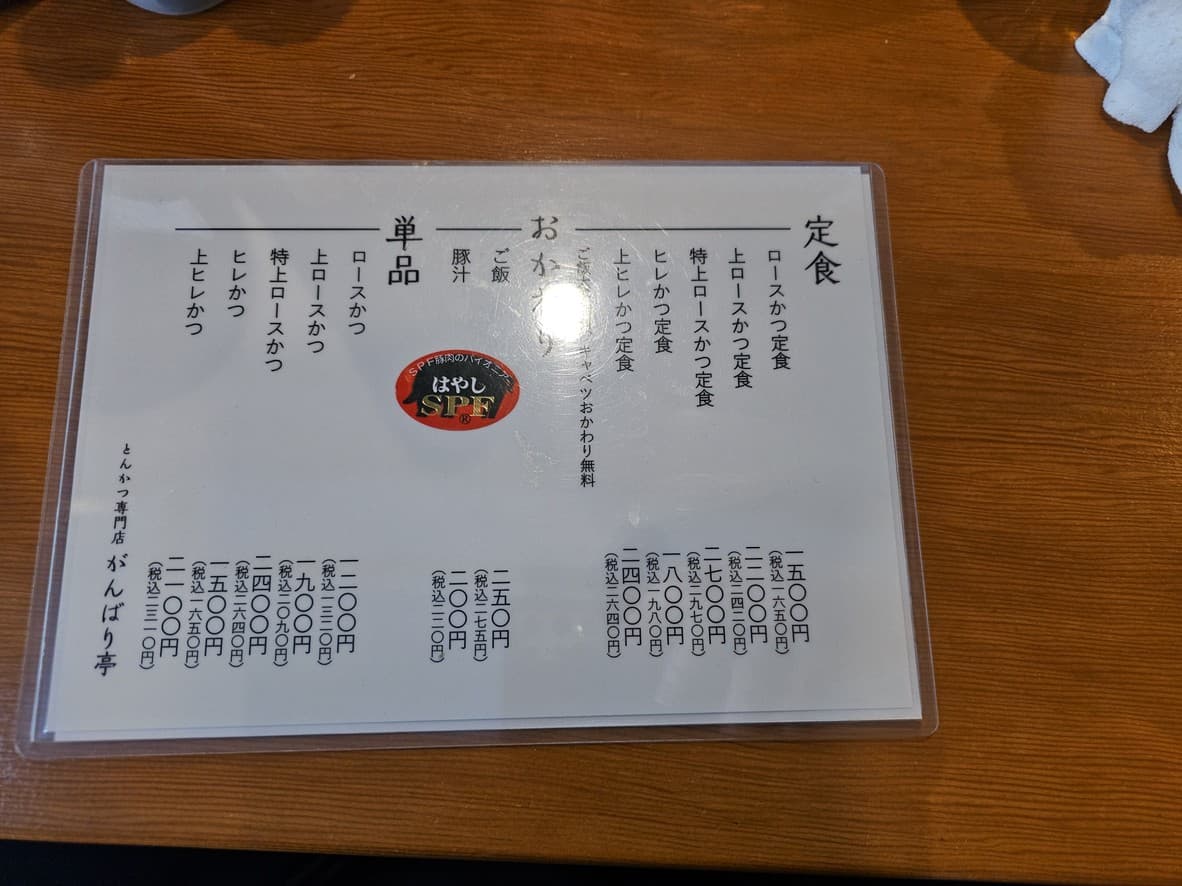 定食
ロースかつ定食 一五〇〇円
(税込一六五〇円)
上ロースかつ定食 二二〇〇円
(税込二四二〇円)
特上ロースかつ定食 二七〇〇円
(税込二九七〇円)
ヒレかつ定食 一八〇〇円
(税込一九八〇円)
上ヒレかつ定食 二四〇〇円
(税込二六四〇円)
ご飯 キャベツおかわり無料
おかわり
ご飯 二五〇円
(税込二七五円)
豚汁 二〇〇円
(税込二二〇円)
SPF豚肉のパイオニア
はやし
SPF
®
単品
ロースかつ 一二〇〇円
(税込一三二〇円)
上ロースかつ 一九〇〇円
(税込二〇九〇円)
特上ロースかつ 二四〇〇円
(税込二六四〇円)
ヒレかつ 一五〇〇円
(税込一六五〇円)
上ヒレかつ 二一〇〇円
(税込二三一〇円)
とんかつ専門店 がんばり亭